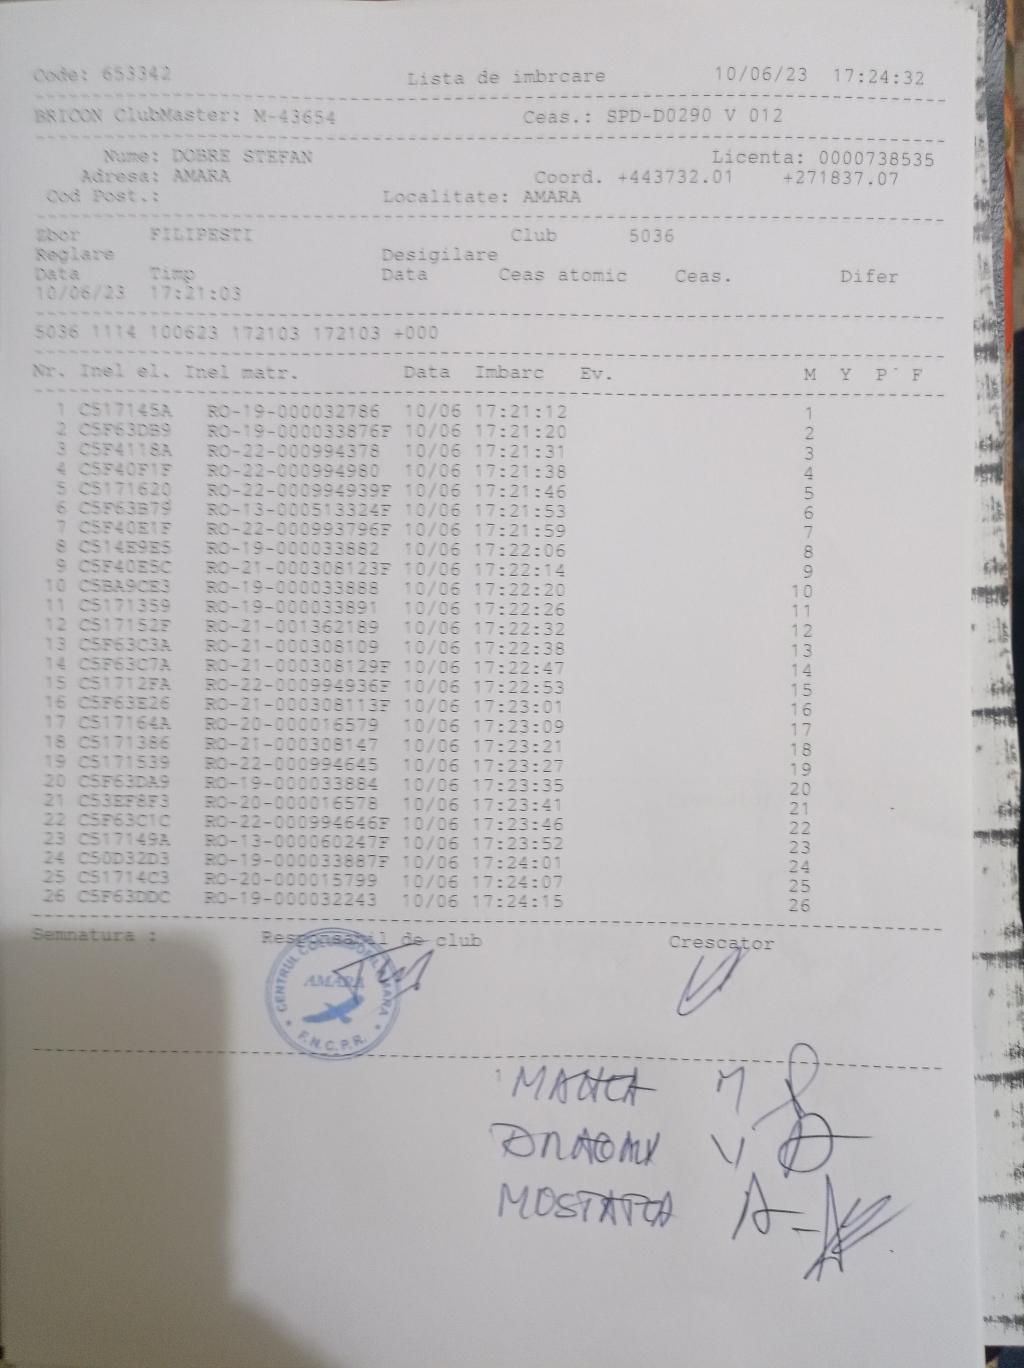 Code: 653342 Lista de imbrcare 10/06/23 17:24:32
BRICON ClubMaster: M-43654 Ceas.: SPD-D0290 V 012
Nume: DOBRE STEFAN Licenta: 0000738535
Adresa: AMARA Coord. +443732.01 +271837.07
Cod Post.: Localitate: AMARA
Zbor FILIPESTI Club 5036
Reglare Desigilare
Data Timp Data Ceas atomic Ceas. Difer
10/06/23 17:21:03
5036 1114 100623 172103 172103 +000
Nr. Inel el. Inel matr. Data Imbarc Ev. M Y P F
1 C517145A RO-19-000032786 10/06 17:21:12 1
2 C5F63DB9 RO-19-000033876F 10/06 17:21:20 2
3 C5F4118A RO-22-000994378 10/06 17:21:31 3
4 C5F40F1F RO-22-000994980 10/06 17:21:38 4
5 C5171620 RO-22-000994939F 10/06 17:21:46 5
6 C5F63B79 RO-13-000513324F 10/06 17:21:53 6
7 C5F40E1F RO-22-000993796F 10/06 17:21:59 7
8 C514E9E5 RO-19-000033882 10/06 17:22:06 8
9 C5F40E5C RO-21-000308123F 10/06 17:22:14 9
10 C5BA9CE3 RO-19-000033888 10/06 17:22:20 10
11 C5171359 RO-19-000033891 10/06 17:22:26 11
12 C517152F RO-21-001362189 10/06 17:22:32 12
13 C5F63C3A RO-21-000308109 10/06 17:22:38 13
14 C5F63C7A RO-21-000308129F 10/06 17:22:47 14
15 C51712FA RO-22-000994936F 10/06 17:22:53 15
16 C5F63E26 RO-21-000308113F 10/06 17:23:01 16
17 C517164A RO-20-000016579 10/06 17:23:09 17
18 C5171386 RO-21-000308147 10/06 17:23:21 18
19 C5171539 RO-22-000994645 10/06 17:23:27 19
20 C5F63DA9 RO-19-000033884 10/06 17:23:35 20
21 C53EF8F3 RO-20-000016578 10/06 17:23:41 21
22 C5F63C1C RO-22-000994646F 10/06 17:23:46 22
23 C517149A RO-13-000060247F 10/06 17:23:52 23
24 C50D32D3 RO-19-000033887F 10/06 17:24:01 24
25 C51714C3 RO-20-000015799 10/06 17:24:07 25
26 C5F63DDC RO-19-000032243 10/06 17:24:15 26
Semnatura : Responsabil de club Crescator
CENTRUL AMARA
AMARA
F.N.C.P.R.
1
M
V
A